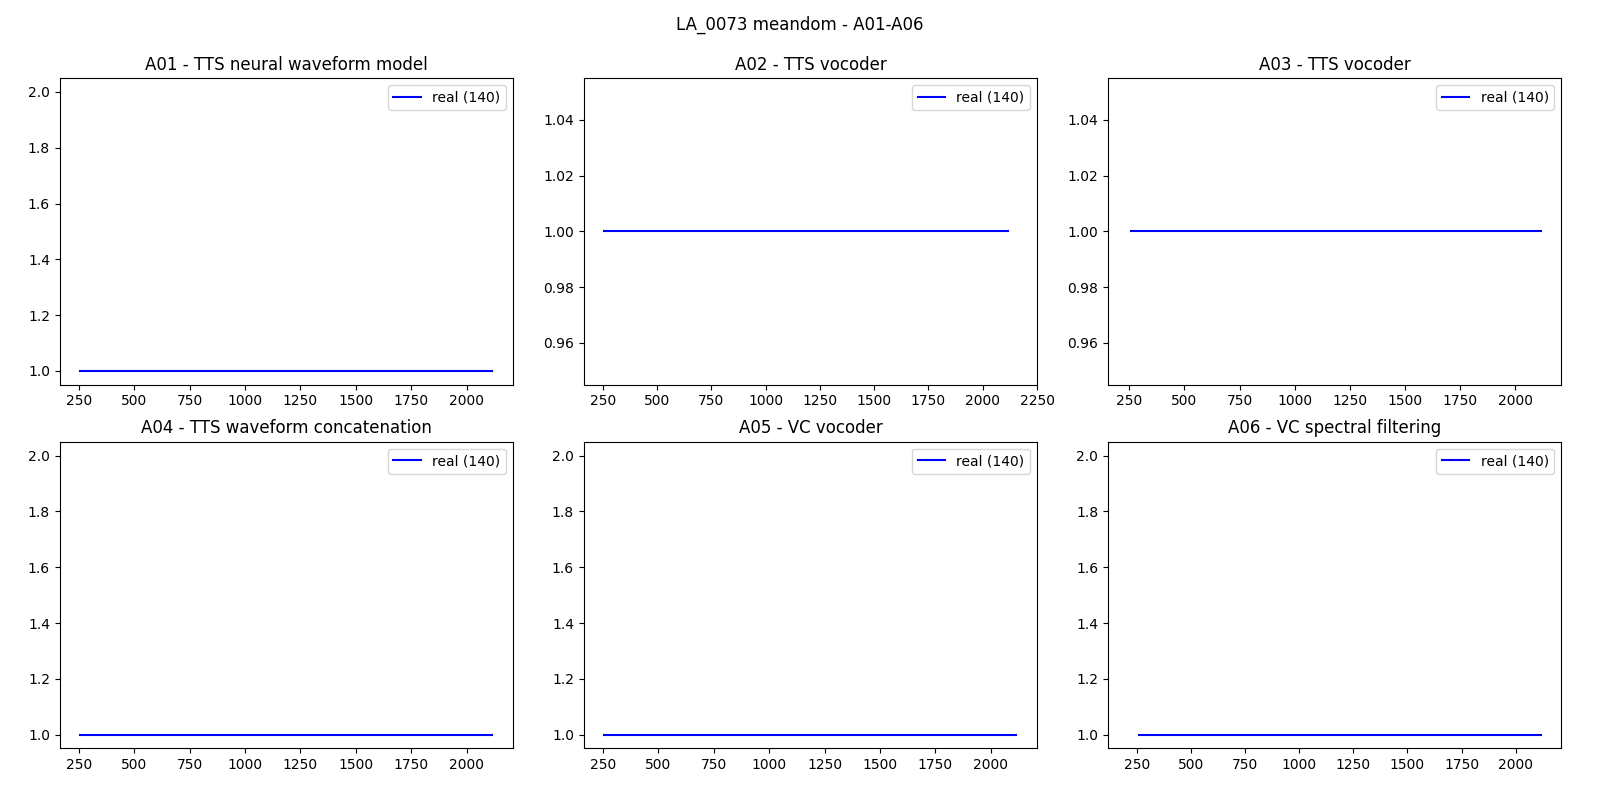 LA_0073 meandom - A01-A06
A01 - TTS neural waveform model
2.0
1.8
1.6
1.4
1.2
1.0
real (140)
250 500 750 1000 1250 1500 1750 2000
A02 - TTS vocoder
1.04
1.02
1.00
0.98
0.96
real (140)
250 500 750 1000 1250 1500 1750 2000 2250
A03 - TTS vocoder
1.04
1.02
1.00
0.98
0.96
real (140)
250 500 750 1000 1250 1500 1750 2000
A04 - TTS waveform concatenation
2.0
1.8
1.6
1.4
1.2
1.0
real (140)
250 500 750 1000 1250 1500 1750 2000
A05 - VC vocoder
2.0
1.8
1.6
1.4
1.2
1.0
real (140)
250 500 750 1000 1250 1500 1750 2000
A06 - VC spectral filtering
2.0
1.8
1.6
1.4
1.2
1.0
real (140)
250 500 750 1000 1250 1500 1750 2000